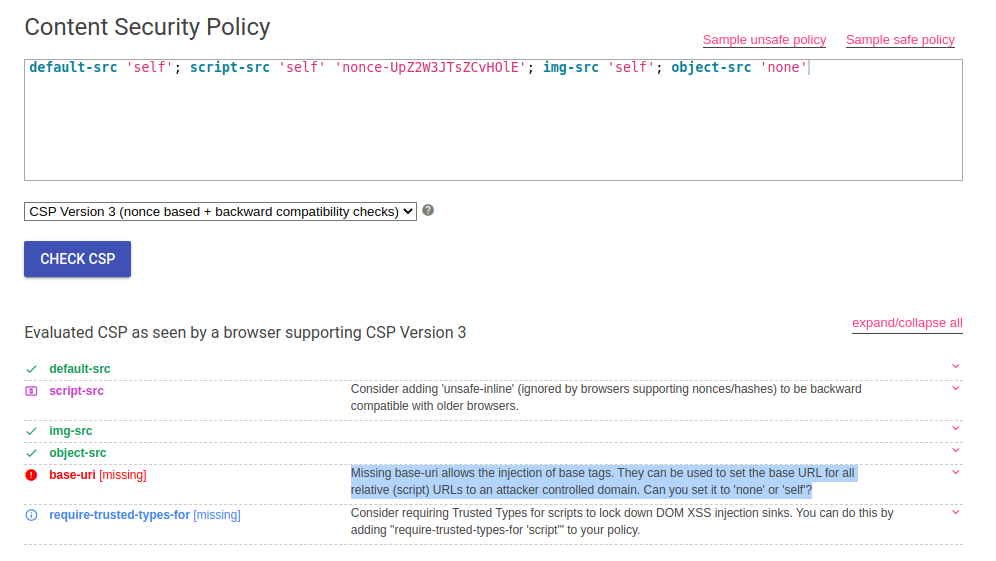 Content Security Policy
Sample unsafe policy
Sample safe policy
default-src 'self'; script-src 'self' 'nonce-UpZ2W3JTsZCvHOlE'; img-src 'self'; object-src 'none'
CSP Version 3 (nonce based + backward compatibility checks)
?
CHECK CSP
expand/collapse all
Evaluated CSP as seen by a browser supporting CSP Version 3
default-src
script-src
Consider adding 'unsafe-inline' (ignored by browsers supporting nonces/hashes) to be backward
compatible with older browsers.
img-src
object-src
base-uri [missing]
Missing base-uri allows the injection of base tags. They can be used to set the base URL for all
relative (script) URLs to an attacker controlled domain. Can you set it to 'none' or 'self'?
require-trusted-types-for [missing]
Consider requiring Trusted Types for scripts to lock down DOM XSS injection sinks. You can do this by
adding "require-trusted-types-for 'script'" to your policy.